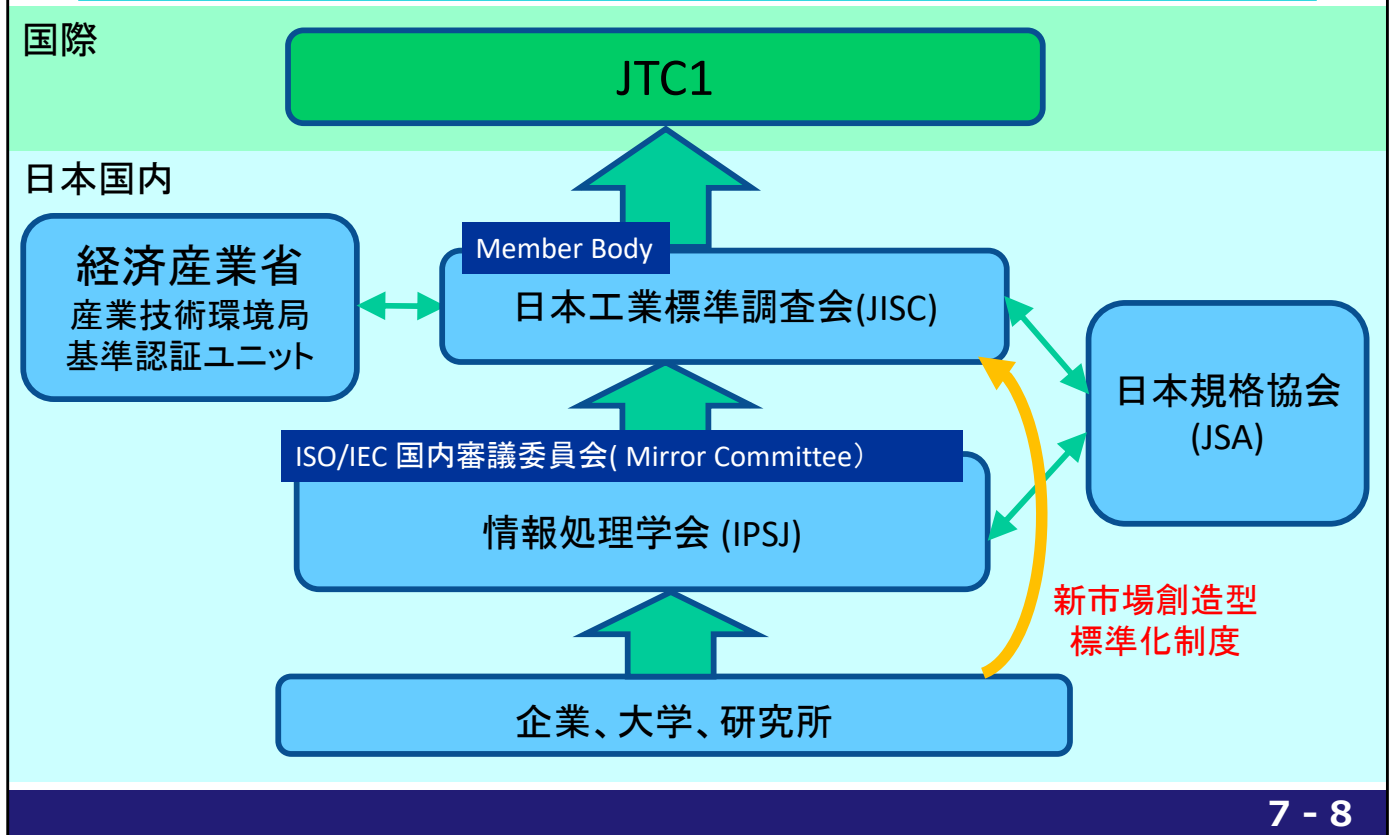 国際
JTC1
日本国内
経済産業省
産業技術環境局
基準認証ユニット
Member Body
日本工業標準調査会(JISC)
日本規格協会
(JSA)
ISO/IEC 国内審議委員会( Mirror Committee）
情報処理学会 (IPSJ)
新市場創造型
標準化制度
企業、大学、研究所
7 - 8